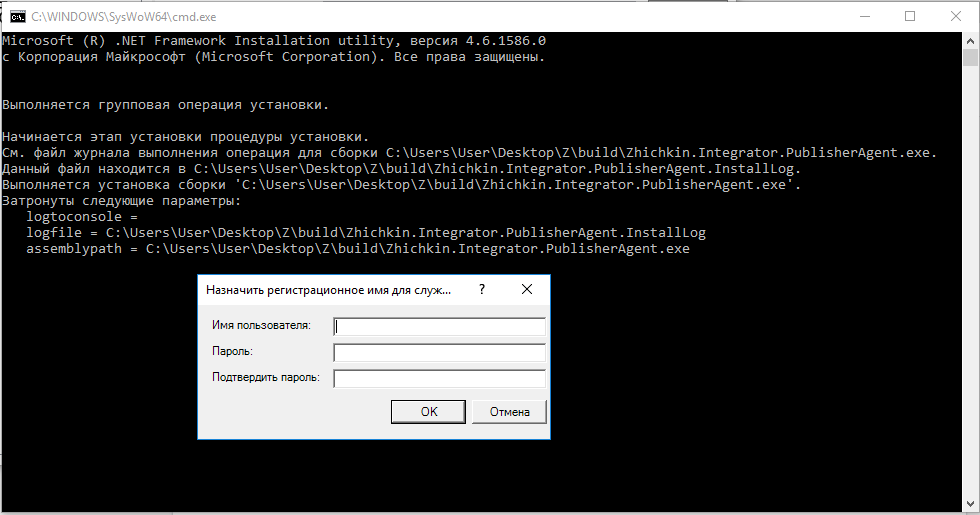 C:\WINDOWS\SysWoW64\cmd.exe
Microsoft (R) .NET Framework Installation utility, версия 4.6.1586.0
с Корпорация Майкрософт (Microsoft Corporation). Все права защищены.
Выполняется групповая операция установки.
Начинается этап установки процедуры установки.
См. файл журнала выполнения операция для сборки C:\Users\User\Desktop\Z\build\Zhichkin.Integrator.PublisherAgent.exe.
Данный файл находится в C:\Users\User\Desktop\Z\build\Zhichkin.Integrator.PublisherAgent.InstallLog.
Выполняется установка сборки 'C:\Users\User\Desktop\Z\build\Zhichkin.Integrator.PublisherAgent.exe'.
Затронуты следующие параметры:
logtoconsole =
logfile = C:\Users\User\Desktop\Z\build\Zhichkin.Integrator.PublisherAgent.InstallLog
assemblypath = C:\Users\User\Desktop\Z\build\Zhichkin.Integrator.PublisherAgent.exe
Назначить регистрационное имя для служ... ?
Имя пользователя:
Пароль:
Подтвердить пароль:
OK Отмена